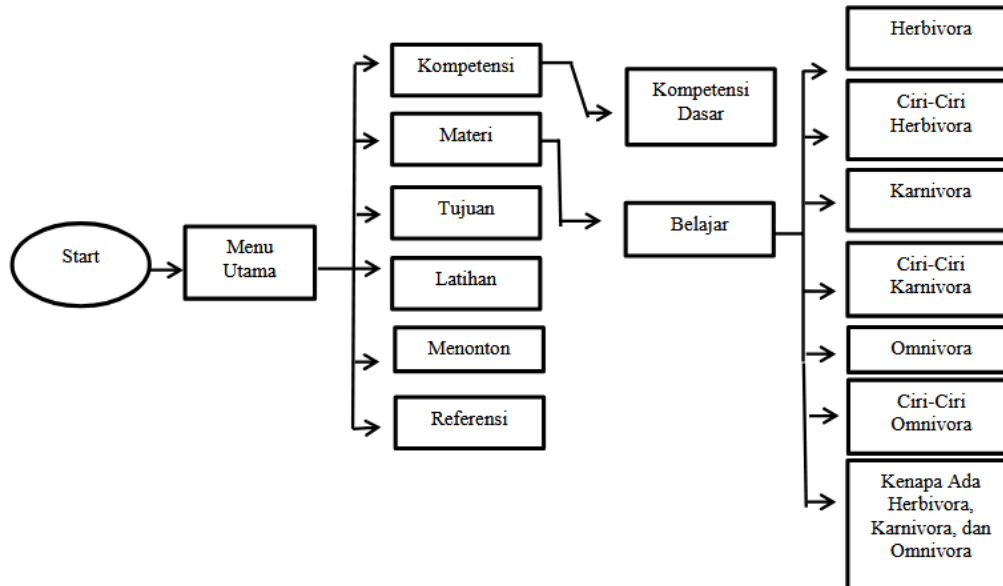 Start
Menu
Utama
Kompetensi
Materi
Tujuan
Latihan
Menonton
Referensi
Kompetensi
Dasar
Belajar
Herbivora
Ciri-Ciri
Herbivora
Karnivora
Ciri-Ciri
Karnivora
Omnivora
Ciri-Ciri
Omnivora
Kenapa Ada
Herbivora,
Karnivora, dan
Omnivora